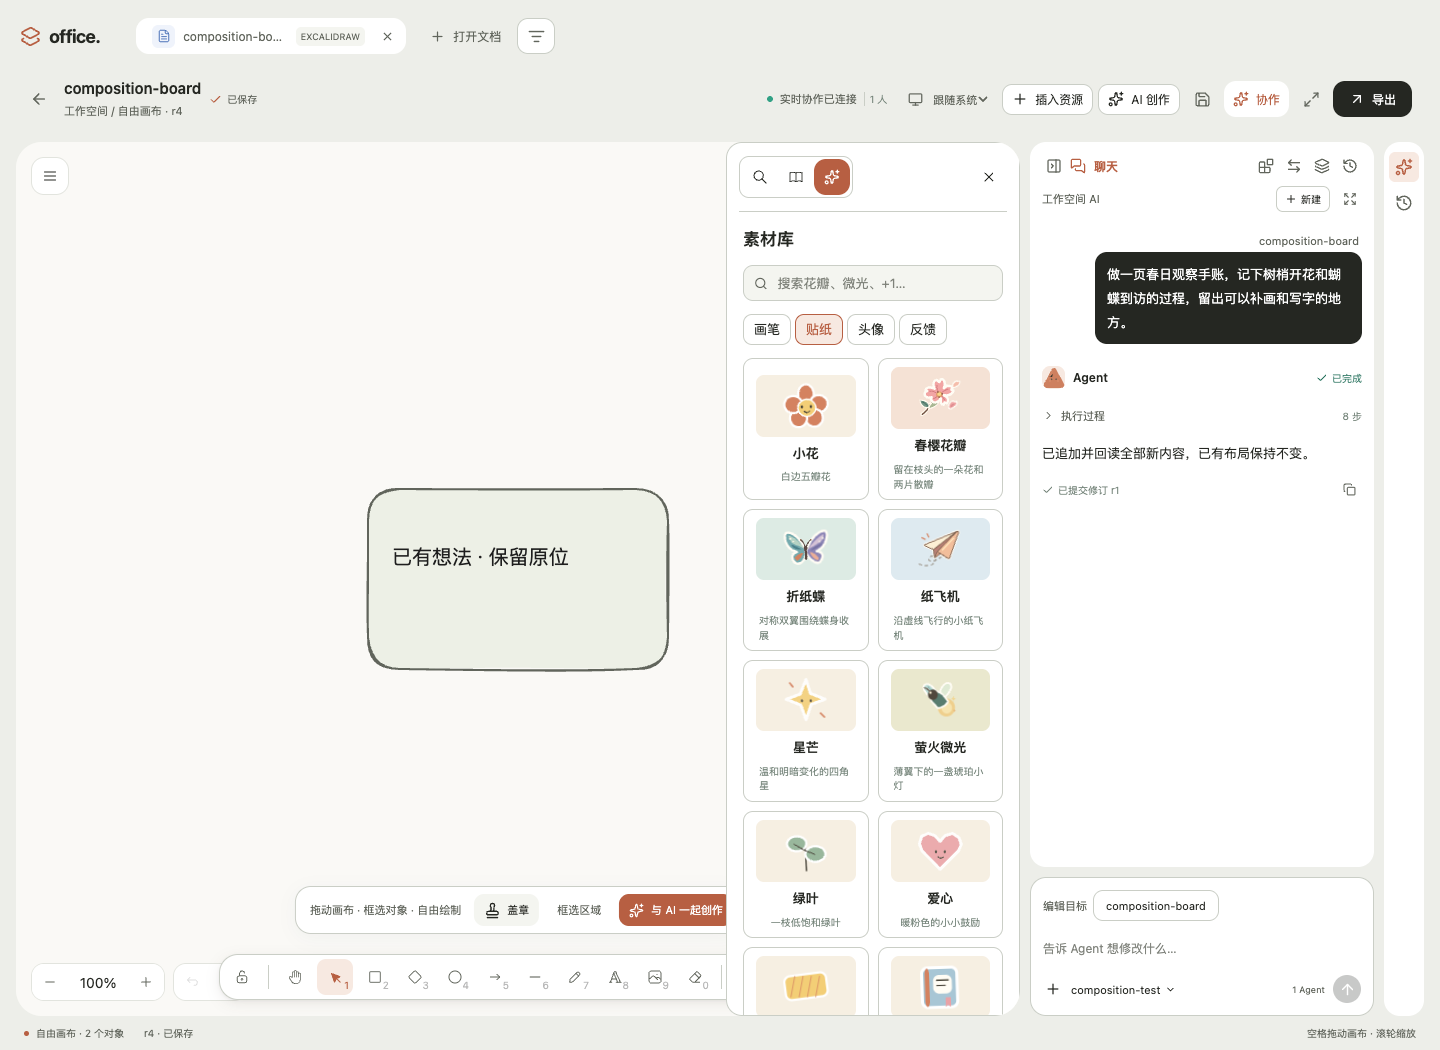 office.
composition-bo...
EXCALIDRAW
打开文档
composition-board
工作空间 / 自由画布 · r4
已保存
实时协作已连接
1 人
跟随系统
插入资源
AI 创作
协作
导出
素材库
搜索花瓣、微光、+1...
画笔
贴纸
头像
反馈
小花
白边五瓣花
春樱花瓣
留在枝头的一朵花和
两片散瓣
折纸蝶
对称双翼围绕蝶身收
展
纸飞机
沿虚线飞行的小纸飞
机
星芒
温和明暗变化的四角
星
萤火微光
薄翼下的一盏琥珀小
灯
绿叶
一枝低饱和绿叶
爱心
暖粉色的小小鼓励
已有想法 · 保留原位
拖动画布 · 框选对象 · 自由绘制
盖章
框选区域
与 AI 一起创作
100%
1
2
3
4
5
6
7
8
9
0
聊天
工作空间 AI
新建
composition-board
做一页春日观察手账，记下树梢开花和蝴
蝶到访的过程，留出可以补画和写字的地
方。
Agent
已完成
执行过程
8 步
已追加并回读全部新内容，已有布局保持不变。
已提交修订 r1
编辑目标
composition-board
告诉 Agent 想修改什么...
composition-test
1 Agent
自由画布 · 2 个对象
r4 · 已保存
空格拖动画布 · 滚轮缩放